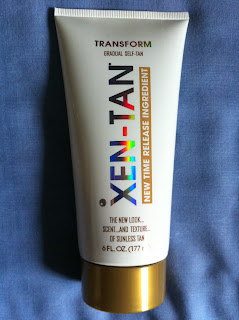 TRANSFORM
GRADUAL SELF-TAN
XEN-TAN
NEW TIME RELEASE INGREDIENT
THE NEW LOOK...
SCENT...AND TEXTURE...
OF SUNLESS TAN
6 FL. OZ. (177